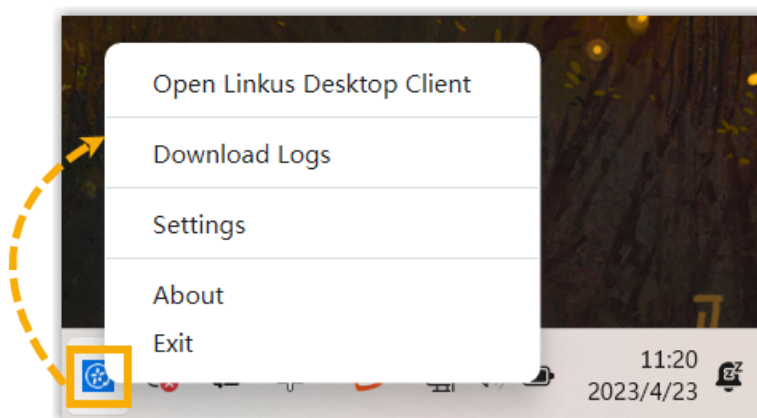 Open Linkus Desktop Client
Download Logs
Settings
About
Exit
11:20
2023/4/23